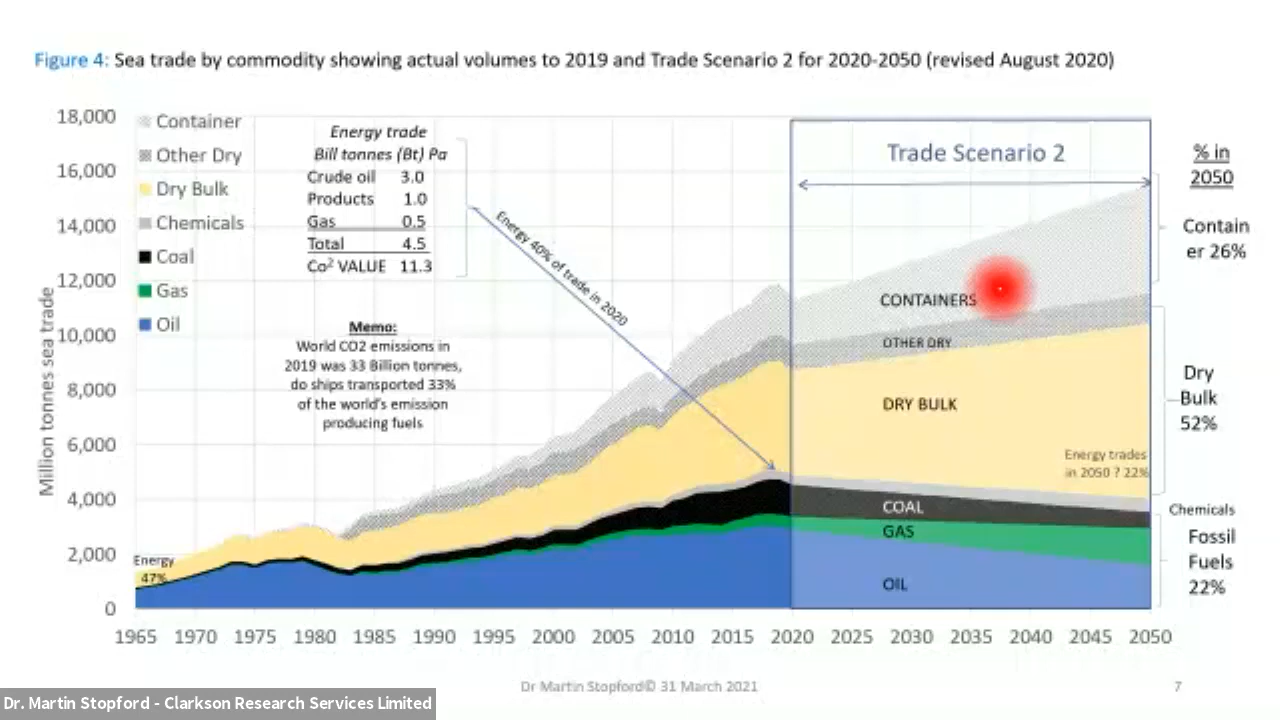 Figure 4: Sea trade by commodity showing actual volumes to 2019 and Trade Scenario 2 for 2020-2050 (revised August 2020)
Million tonnes sea trade
18,000
16,000
14,000
12,000
10,000
8,000
6,000
4,000
2,000
0
Container
Other Dry
Dry Bulk
Chemicals
Coal
Gas
Oil
Energy trade
Bill tonnes (Bt) Pa
Crude oil 3.0
Products 1.0
Gas 0.5
Total 4.5
Co2 VALUE 11.3
Memo:
World CO2 emissions in
2019 was 33 Billion tonnes,
do ships transported 33%
of the world's emission
producing fuels
Energy 40% of trade in 2020
Energy
47%
Trade Scenario 2
CONTAINERS
OTHER DRY
DRY BULK
Energy trades
in 2050 ? 22%
COAL
GAS
OIL
% in
2050
Contain
er 26%
Dry
Bulk
52%
Chemicals
Fossil
Fuels
22%
1965 1970 1975 1980 1985 1990 1995 2000 2005 2010 2015 2020 2025 2030 2035 2040 2045 2050
Dr Martin Stopford© 31 March 2021
7
Dr. Martin Stopford - Clarkson Research Services Limited